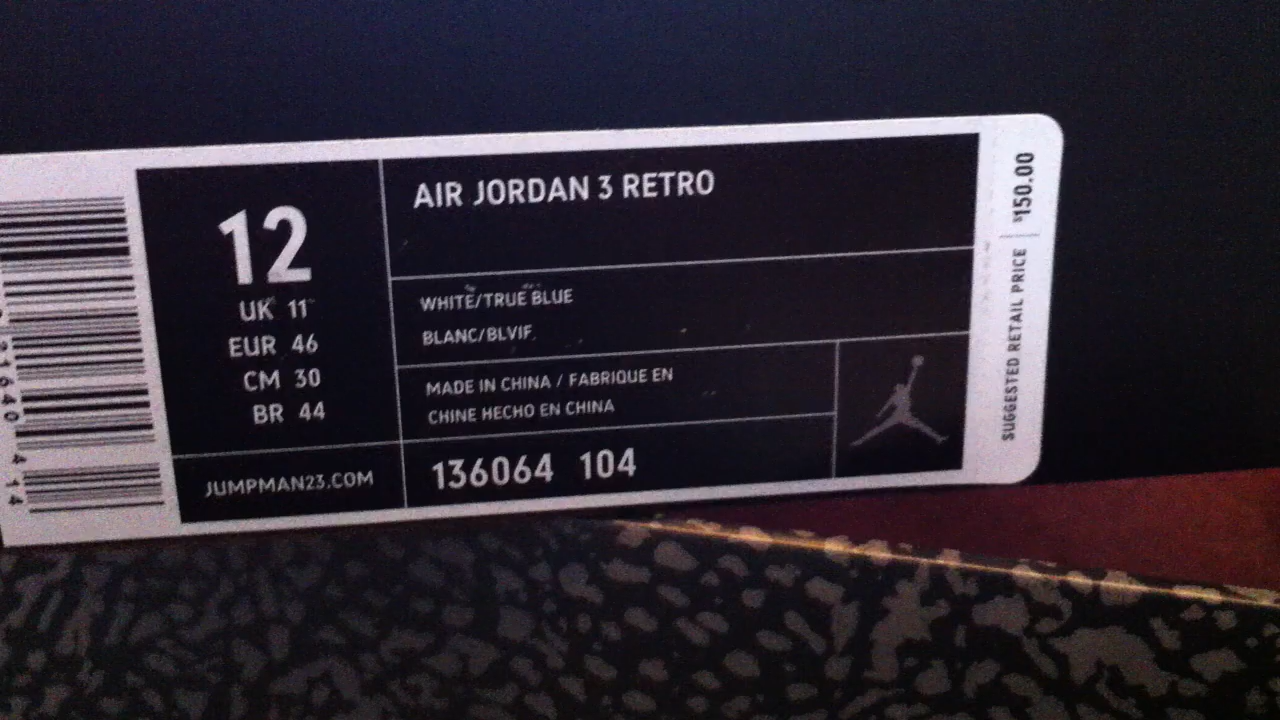 12
UK 11
EUR 46
CM 30
BR 44
JUMPMAN23.COM
AIR JORDAN 3 RETRO
WHITE/TRUE BLUE
BLANC/BLVIF.
MADE IN CHINA / FABRIQUE EN
CHINE HECHO EN CHINA
136064 104
SUGGESTED RETAIL PRICE $150.00